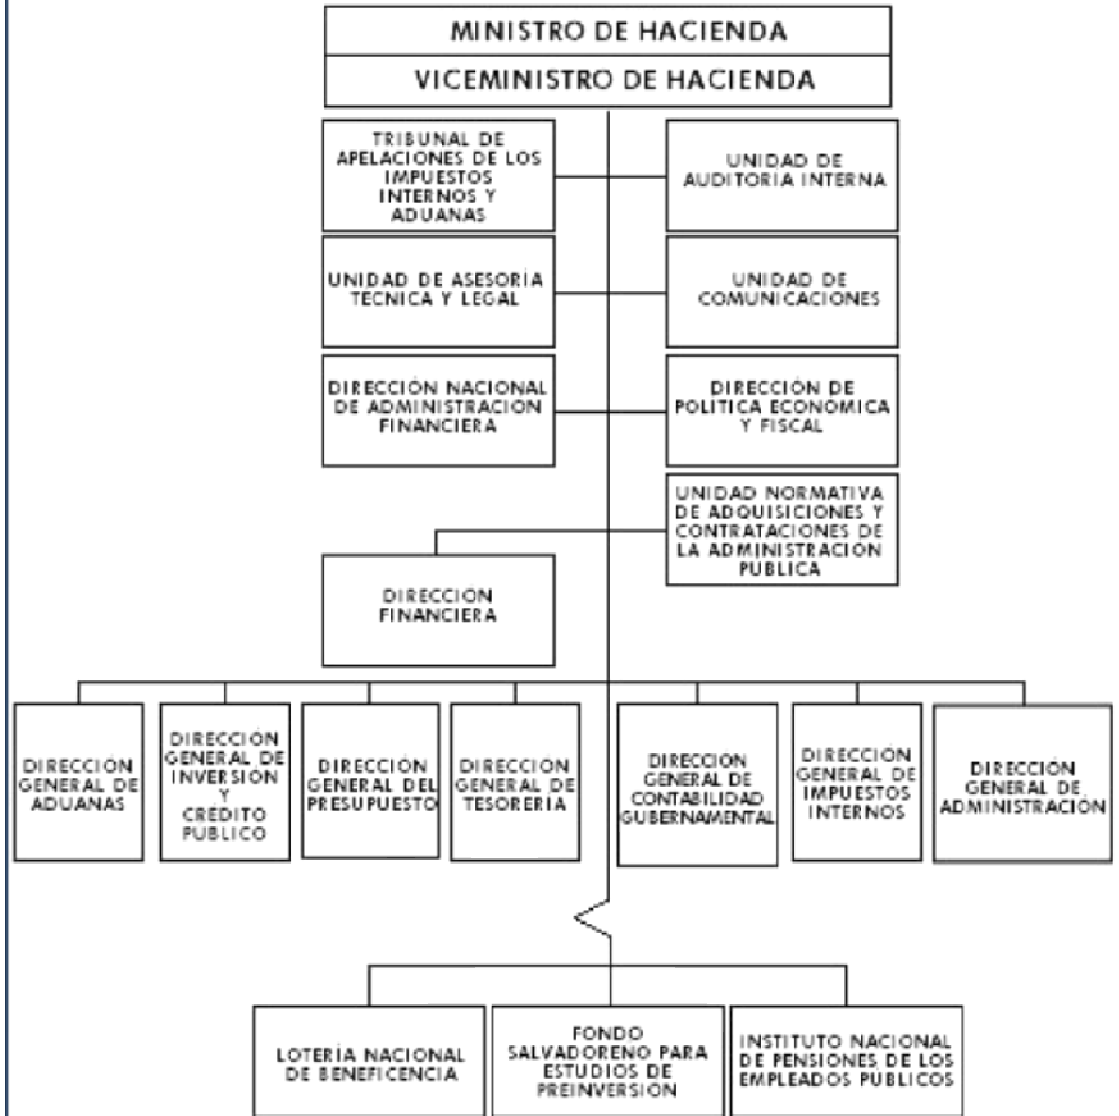 MINISTRO DE HACIENDA
VICEMINISTRO DE HACIENDA
TRIBUNAL DE
APELACIONES DE LOS
IMPUESTOS
INTERNOS Y
ADUANAS
UNIDAD DE
AUDITORIA INTERNA
UNIDAD DE ASESORÍA
TECNICA Y LEGAL
UNIDAD DE
COMUNICACIONES
DIRECCIÓN NACIONAL
DE ADMINISTRACION
FINANCIERA
DIRECCIÓN DE
POLITICA ECONOMICA
Y FISCAL
UNIDAD NORMATIVA
DE ADQUISICIONES Y
CONTRATACIONES DE
LA ADMINISTRACION
PUBLICA
DIRECCIÓN
FINANCIERA
DIRECCIÓN
GENERAL DE
ADUANAS
DIRECCIÓN
GENERAL DE
INVERSION
Y
CRÉDITO
PUBLICO
DIRECCIÓN
GENERAL DEL
PRESUPUESTO
DIRECCIÓN
GENERAL DE
TESORERIA
DIRECCION
GENERAL DE
CONTABILIDAD
GUBERNAMENTAL
DIRECCIÓN
GENERAL DE
IMPUESTOS
INTERNOS
DIRECCIÓN
GENERAL DE
ADMINISTRACIÓN
LOTERÍA NACIONAL
DE BENEFICENCIA
FONDO
SALVADORENO PARA
ESTUDIOS DE
PREINVERSIÓN
INSTITUTO NACIONAL
DE PENSIONES DE LOS
EMPLEADOS PUBLICOS